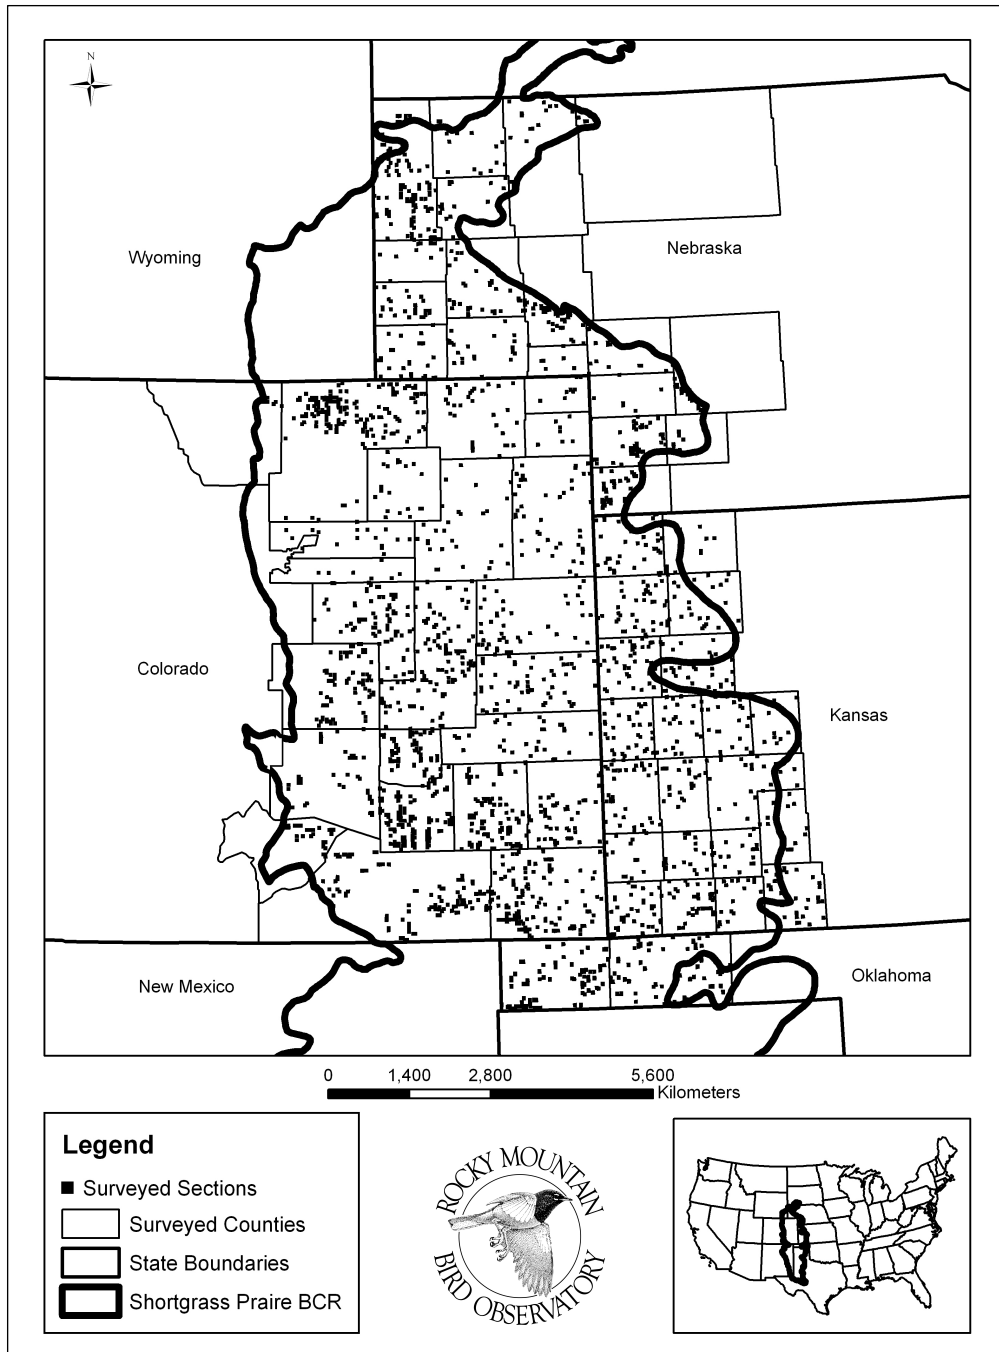 N
Wyoming
Nebraska
Colorado
Kansas
New Mexico
Oklahoma
0 1,400 2,800 5,600
Kilometers
Legend
Surveyed Sections
Surveyed Counties
State Boundaries
Shortgrass Praire BCR
ROCKY MOUNTAIN
BIRD OBSERVATORY